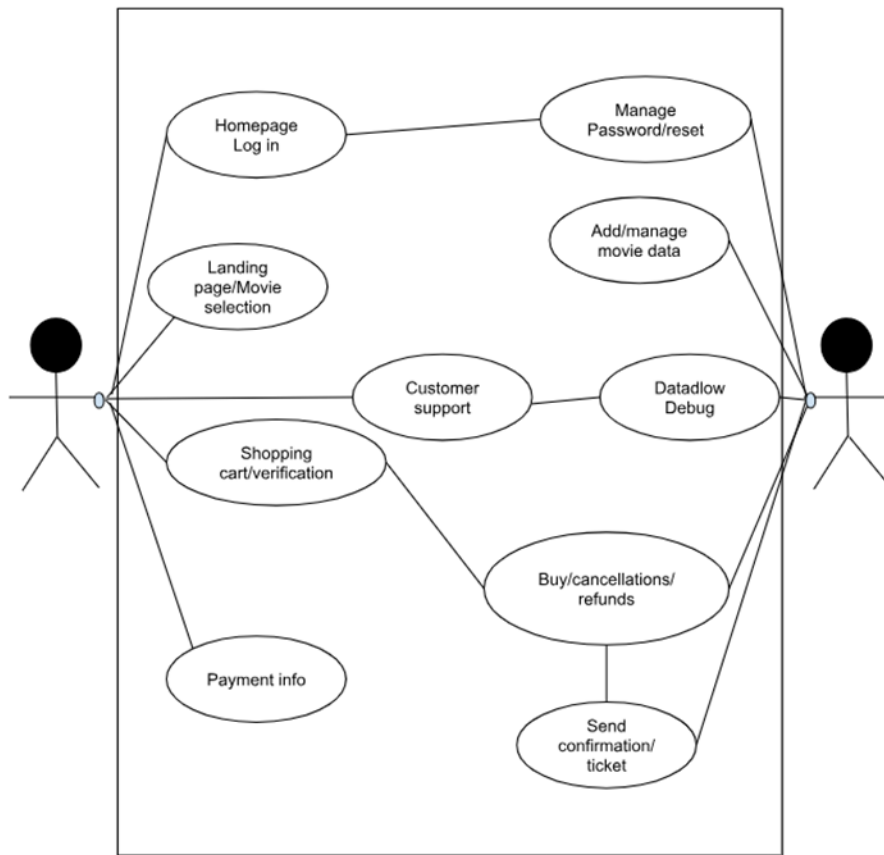 Homepage
Log in
Manage
Password/reset
Add/manage
movie data
Landing
page/Movie
selection
Customer
support
Datadlow
Debug
Shopping
cart/verification
Buy/cancellations/
refunds
Payment info
Send
confirmation/
ticket